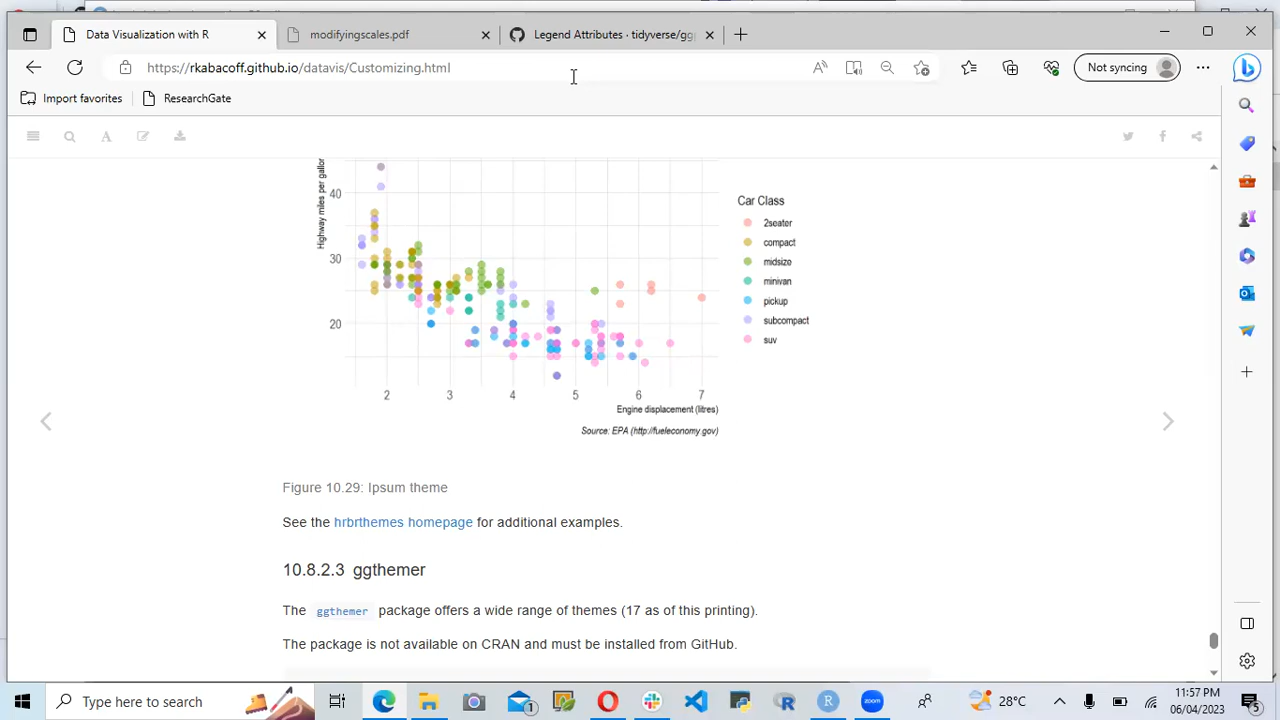 Data Visualization with R
modifyingscales.pdf
Legend Attributes · tidyverse/gg
https://rkabacoff.github.io/datavis/Customizing.html
Not syncing
Import favorites
ResearchGate
Highway miles per gallon
40
30
20
2 3 4 5 6 7
Engine displacement (litres)
Source: EPA (http://fueleconomy.gov)
Car Class
2seater
compact
midsize
minivan
pickup
subcompact
suv
Figure 10.29: Ipsum theme
See the hrbrthemes homepage for additional examples.
10.8.2.3 ggthemer
The ggthemer package offers a wide range of themes (17 as of this printing).
The package is not available on CRAN and must be installed from GitHub.
Type here to search
1
zoom
28°C
11:57 PM
06/04/2023
5